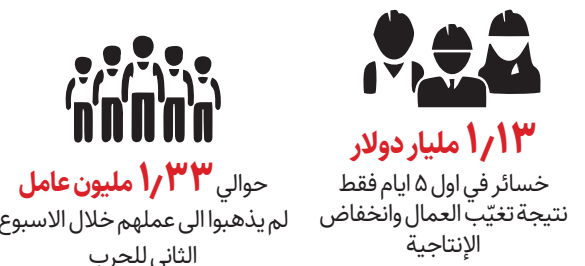 ١٫١٣ مليار دولار
خسائر في اول ٥ ايام فقط
نتيجة تغيّب العمال وانخفاض
الإنتاجية
حوالي ١٫٣٣ مليون عامل
لم يذهبوا الى عملهم خلال الاسبوع
الثاني للحرب